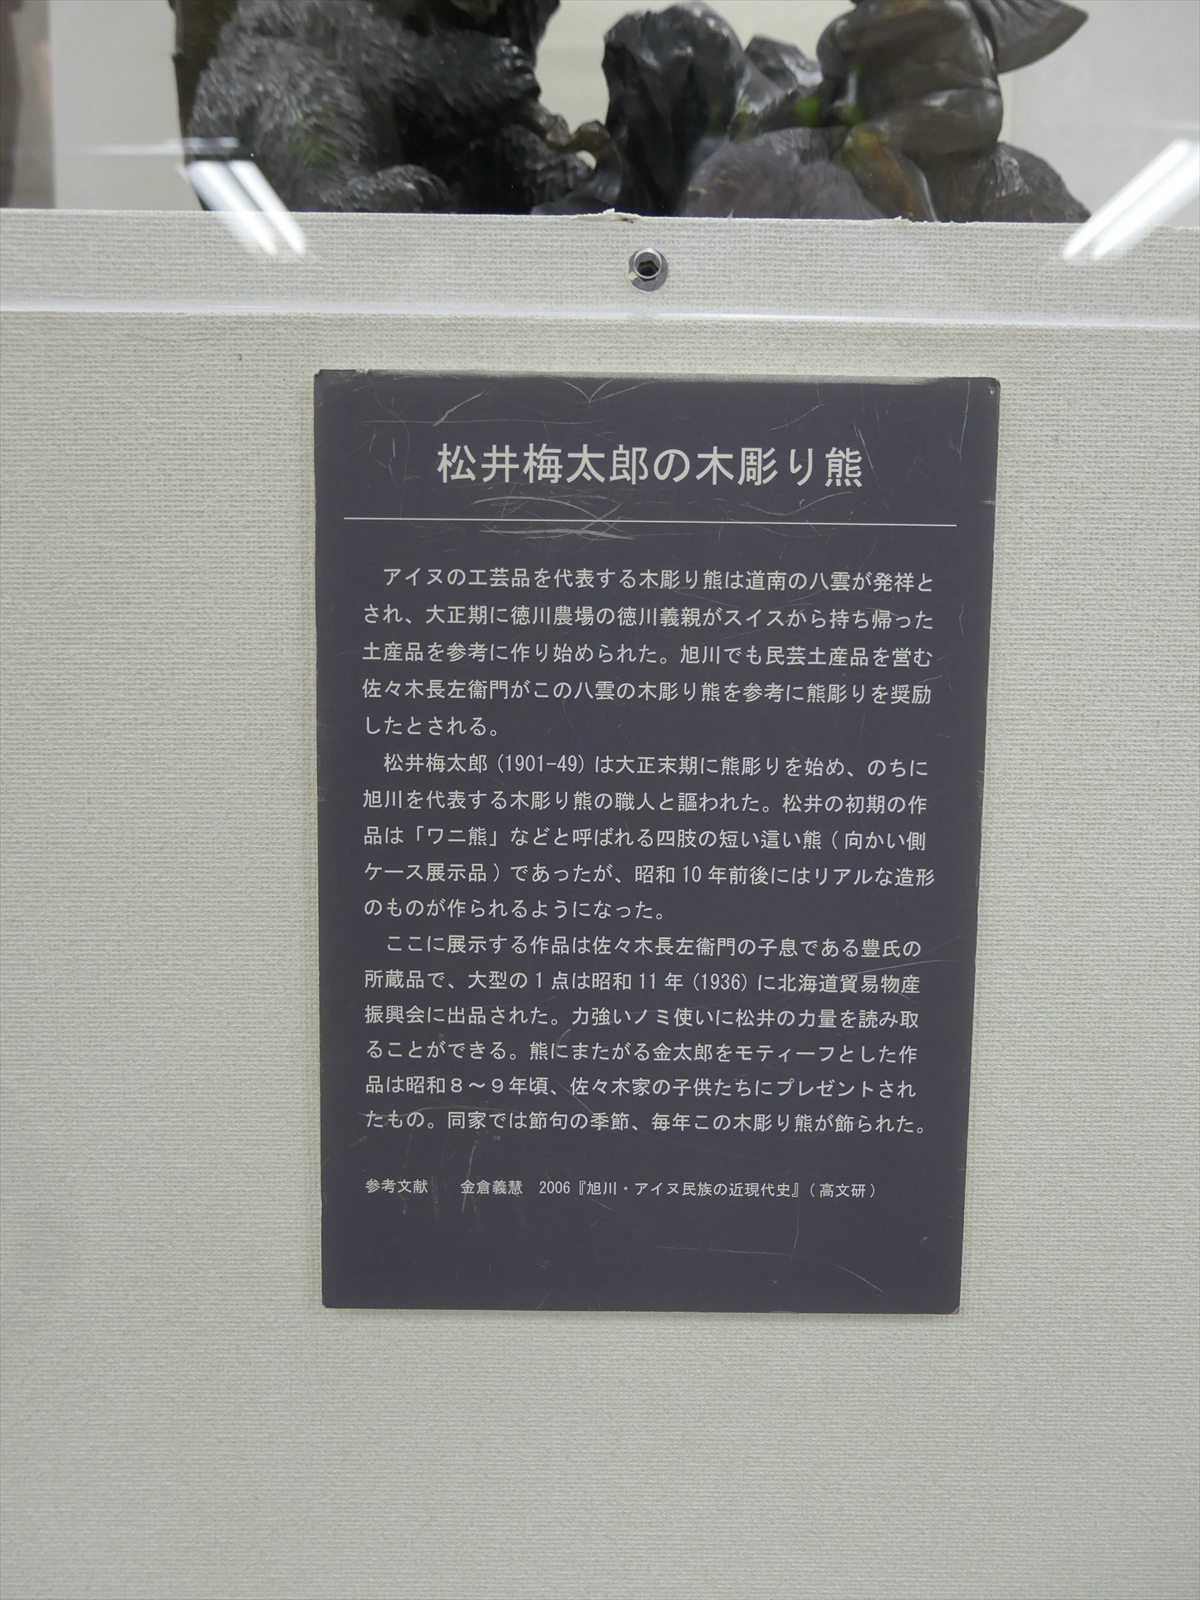 松井梅太郎の木彫り熊
アイヌの工芸品を代表する木彫り熊は道南の八雲が発祥と
され、大正期に徳川農場の徳川義親がスイスから持ち帰った
土産品を参考に作り始められた。旭川でも民芸土産品を営む
佐々木長左衞門がこの八雲の木彫り熊を参考に熊彫りを奨励
したとされる。
松井梅太郎(1901-49)は大正末期に熊彫りを始め、のちに
旭川を代表する木彫り熊の職人と謳われた。松井の初期の作
品は「ワニ熊」などと呼ばれる四肢の短い這い熊(向かい側
ケース展示品)であったが、昭和10年前後にはリアルな造形
のものが作られるようになった。
ここに展示する作品は佐々木長左衞門の子息である豊氏の
所蔵品で、大型の1点は昭和11年(1936)に北海道貿易物産
振興会に出品された。力強いノミ使いに松井の力量を読み取
ることができる。熊にまたがる金太郎をモティーフとした作
品は昭和8～9年頃、佐々木家の子供たちにプレゼントされ
たもの。同家では節句の季節、毎年この木彫り熊が飾られた。
参考文献　金倉義慧　2006『旭川・アイヌ民族の近現代史』(高文研)